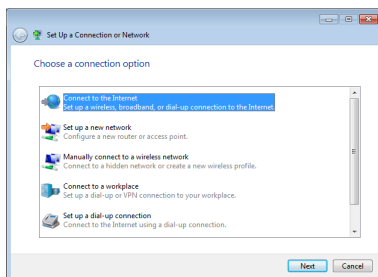 Set Up a Connection or Network
Choose a connection option
Connect to the Internet
Set up a wireless, broadband, or dial-up connection to the Internet.
Set up a new network
Configure a new router or access point.
Manually connect to a wireless network
Connect to a hidden network or create a new wireless profile.
Connect to a workplace
Set up a dial-up or VPN connection to your workplace.
Set up a dial-up connection
Connect to the Internet using a dial-up connection.
Next
Cancel